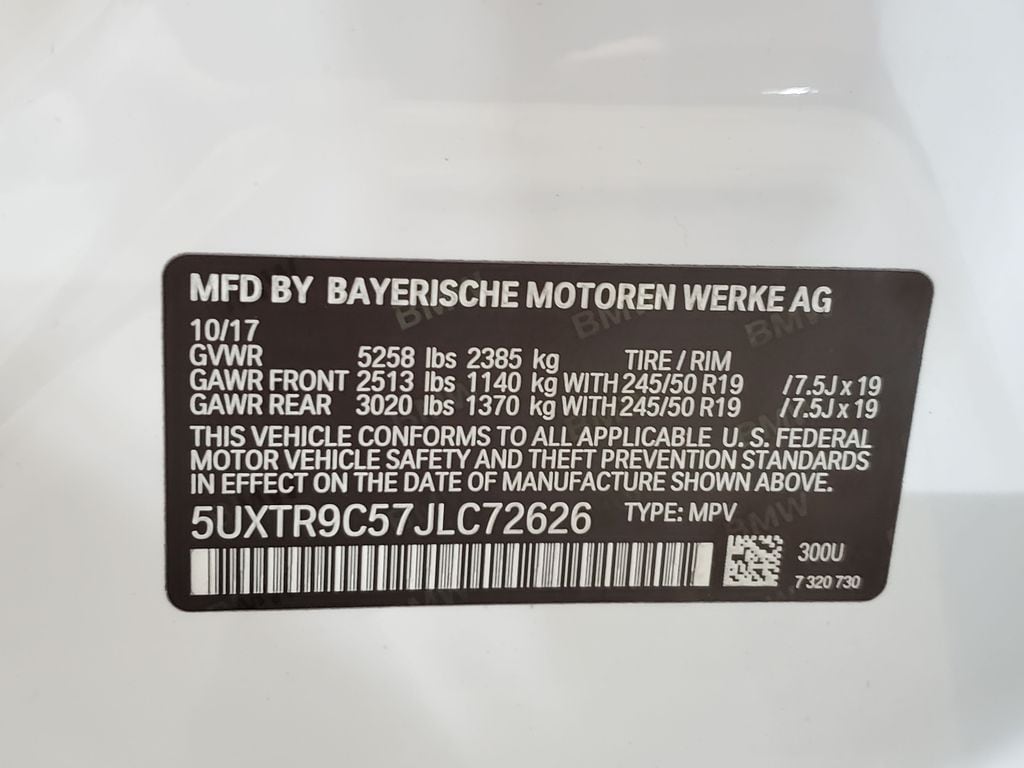 MFD BY BAYERISCHE MOTOREN WERKE AG
10/17
GVWR 5258 lbs 2385 kg TIRE / RIM
GAWR FRONT 2513 lbs 1140 kg WITH 245/50 R19 / 7.5J x 19
GAWR REAR 3020 lbs 1370 kg WITH 245/50 R19 / 7.5J x 19
THIS VEHICLE CONFORMS TO ALL APPLICABLE U. S. FEDERAL
MOTOR VEHICLE SAFETY AND THEFT PREVENTION STANDARDS
IN EFFECT ON THE DATE OF MANUFACTURE SHOWN ABOVE.
5UXTR9C57JLC72626 TYPE: MPV
300U
7 320 730